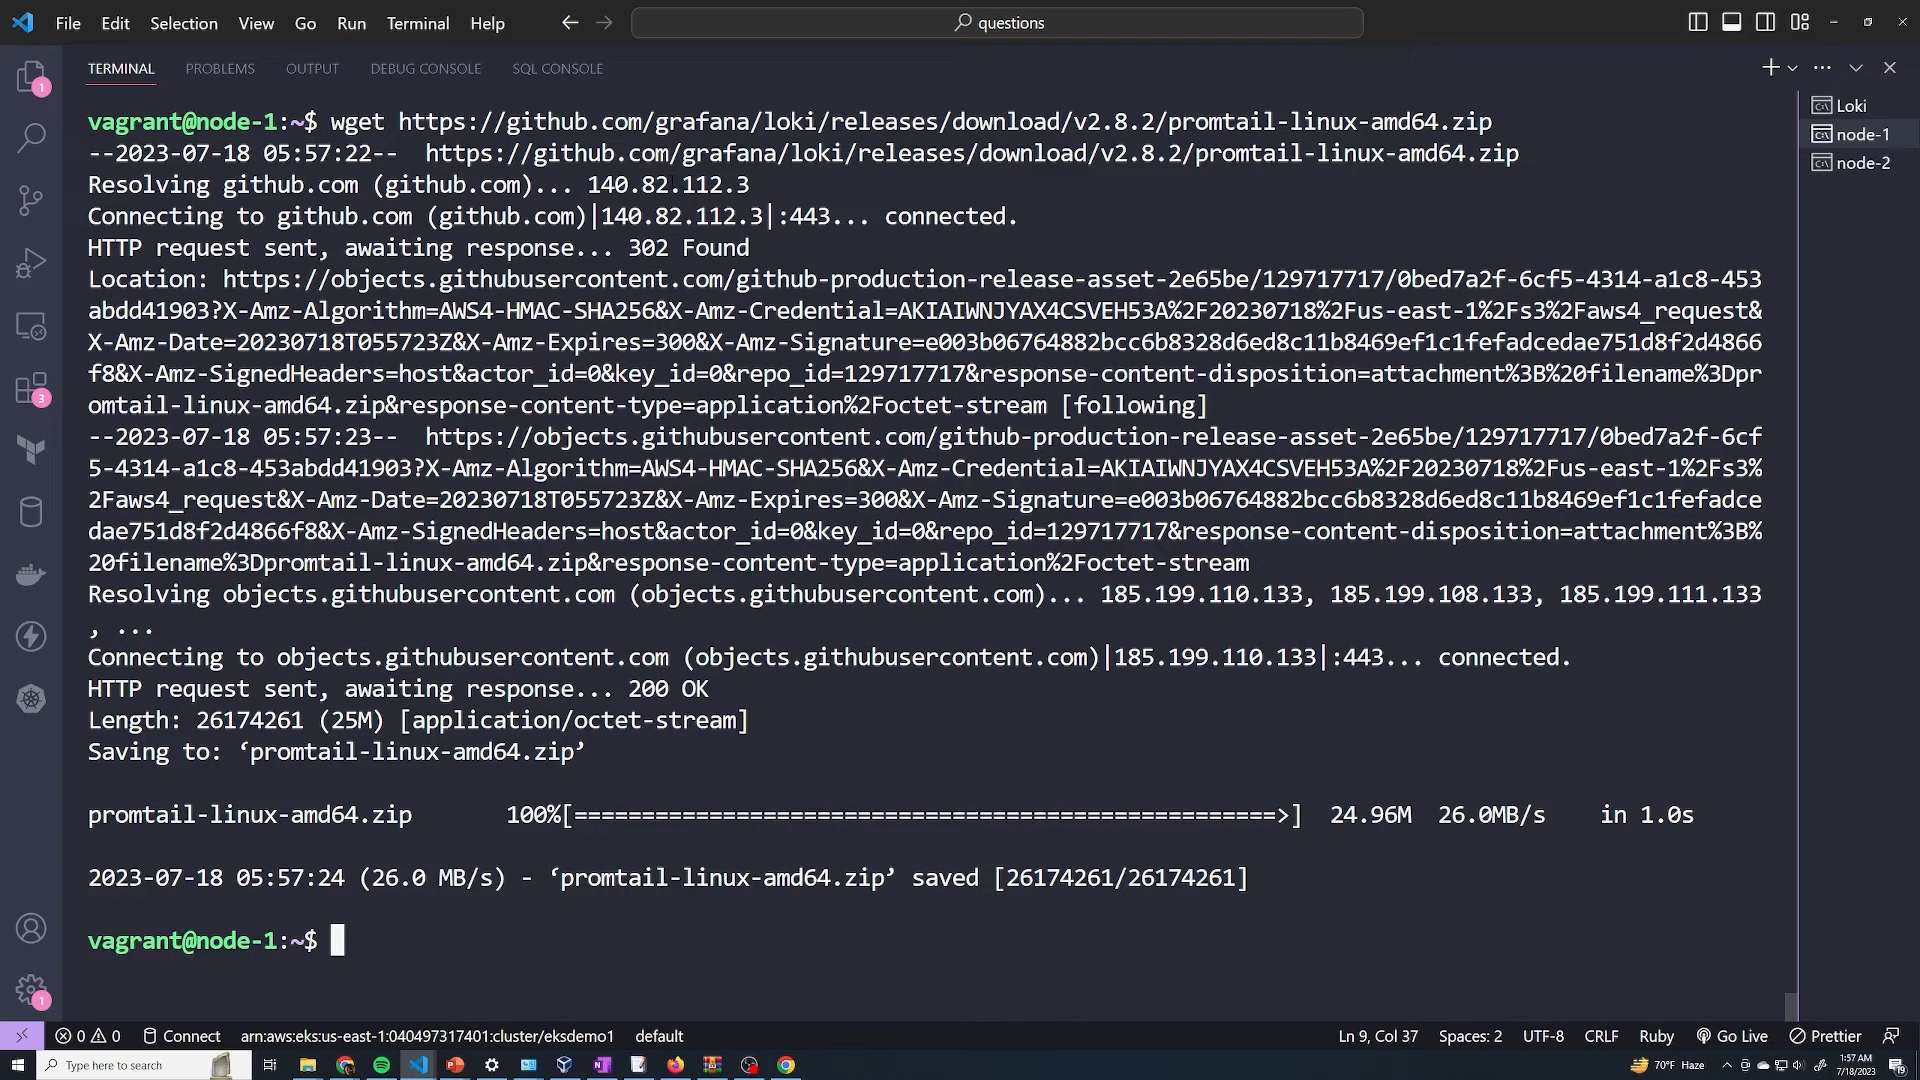 File Edit Selection View Go Run Terminal Help questions
TERMINAL PROBLEMS OUTPUT DEBUG CONSOLE SQL CONSOLE
Loki
node-1
node-2
vagrant@node-1:~$ wget https://github.com/grafana/loki/releases/download/v2.8.2/promtail-linux-amd64.zip
--2023-07-18 05:57:22--  https://github.com/grafana/loki/releases/download/v2.8.2/promtail-linux-amd64.zip
Resolving github.com (github.com)... 140.82.112.3
Connecting to github.com (github.com)|140.82.112.3|:443... connected.
HTTP request sent, awaiting response... 302 Found
Location: https://objects.githubusercontent.com/github-production-release-asset-2e65be/129717717/0bed7a2f-6cf5-4314-a1c8-453
abdd41903?X-Amz-Algorithm=AWS4-HMAC-SHA256&X-Amz-Credential=AKIAIWNJYAX4CSVEH53A%2F20230718%2Fus-east-1%2Fs3%2Faws4_request&
X-Amz-Date=20230718T055723Z&X-Amz-Expires=300&X-Amz-Signature=e003b06764882bcc6b8328d6ed8c11b8469ef1c1fefadcedae751d8f2d4866
f8&X-Amz-SignedHeaders=host&actor_id=0&key_id=0&repo_id=129717717&response-content-disposition=attachment%3B%20filename%3Dpr
omtail-linux-amd64.zip&response-content-type=application%2Foctet-stream [following]
--2023-07-18 05:57:23--  https://objects.githubusercontent.com/github-production-release-asset-2e65be/129717717/0bed7a2f-6cf
5-4314-a1c8-453abdd41903?X-Amz-Algorithm=AWS4-HMAC-SHA256&X-Amz-Credential=AKIAIWNJYAX4CSVEH53A%2F20230718%2Fus-east-1%2Fs3%
2Faws4_request&X-Amz-Date=20230718T055723Z&X-Amz-Expires=300&X-Amz-Signature=e003b06764882bcc6b8328d6ed8c11b8469ef1c1fefadce
dae751d8f2d4866f8&X-Amz-SignedHeaders=host&actor_id=0&key_id=0&repo_id=129717717&response-content-disposition=attachment%3B%
20filename%3Dpromtail-linux-amd64.zip&response-content-type=application%2Foctet-stream
Resolving objects.githubusercontent.com (objects.githubusercontent.com)... 185.199.110.133, 185.199.108.133, 185.199.111.133
, ...
Connecting to objects.githubusercontent.com (objects.githubusercontent.com)|185.199.110.133|:443... connected.
HTTP request sent, awaiting response... 200 OK
Length: 26174261 (25M) [application/octet-stream]
Saving to: ‘promtail-linux-amd64.zip’
promtail-linux-amd64.zip 100%[====================================================>] 24.96M 26.0MB/s in 1.0s
2023-07-18 05:57:24 (26.0 MB/s) - ‘promtail-linux-amd64.zip’ saved [26174261/26174261]
vagrant@node-1:~$
1
3
1
0 0 Connect arn:aws:eks:us-east-1:040497317401:cluster/eksdemo1 default Ln 9, Col 37 Spaces: 2 UTF-8 CRLF Ruby Go Live Prettier
Type here to search 70°F Haze 1:57 AM
7/18/2023
19